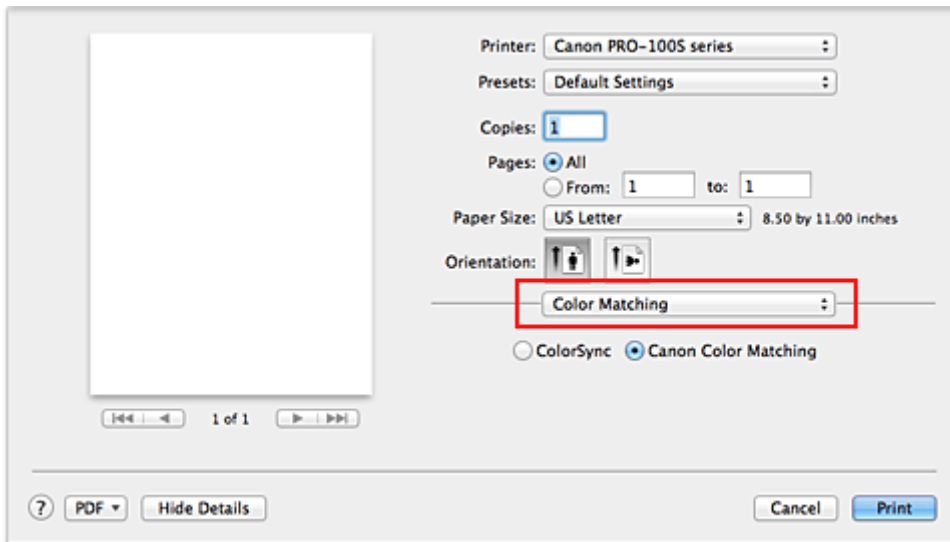 Printer: Canon PRO-100S series
Presets: Default Settings
Copies: 1
Pages: All
From: 1 to: 1
Paper Size: US Letter 8.50 by 11.00 inches
Orientation:
Color Matching
ColorSync Canon Color Matching
1 of 1
? PDF Hide Details Cancel Print